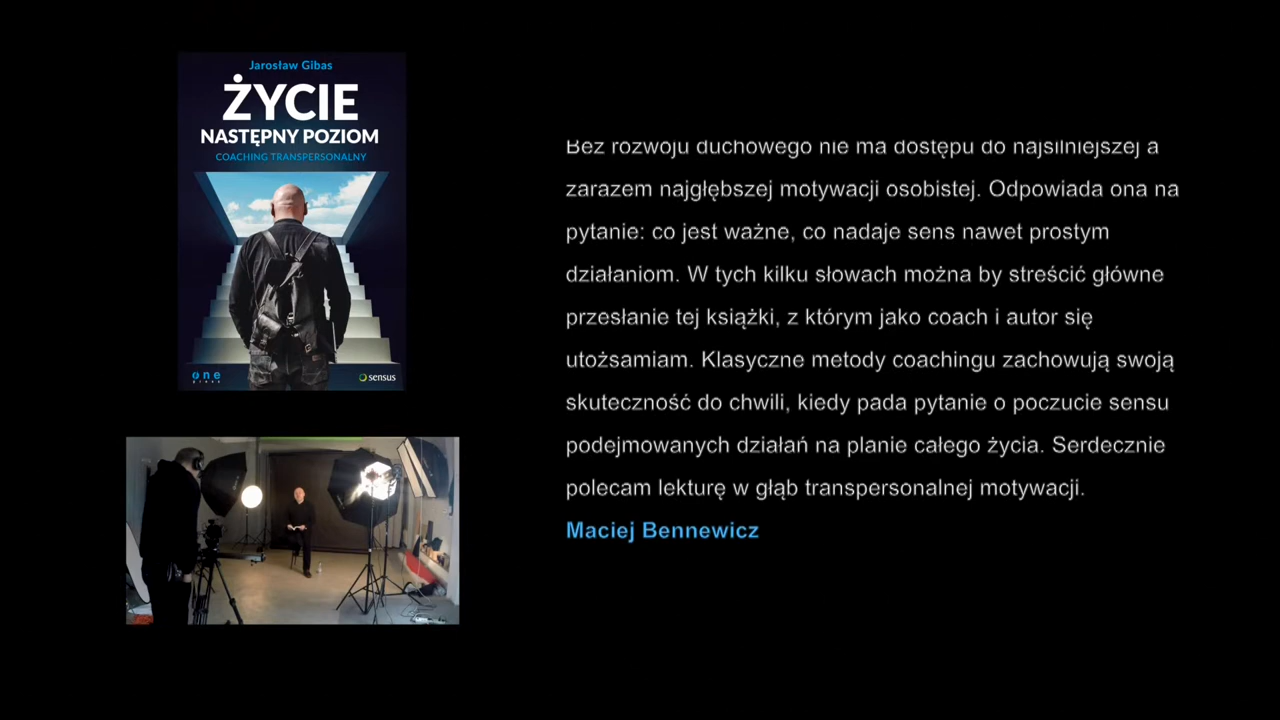 Jarosław Gibas
ŻYCIE
NASTĘPNY POZIOM
COACHING TRANSPERSONALNY
one
press
sensus
Bez rozwoju duchowego nie ma dostępu do najsilniejszej a
zarazem najgłębszej motywacji osobistej. Odpowiada ona na
pytanie: co jest ważne, co nadaje sens nawet prostym
działaniom. W tych kilku słowach można by streścić główne
przesłanie tej książki, z którym jako coach i autor się
utożsamiam. Klasyczne metody coachingu zachowują swoją
skuteczność do chwili, kiedy pada pytanie o poczucie sensu
podejmowanych działań na planie całego życia. Serdecznie
polecam lekturę w głąb transpersonalnej motywacji.
Maciej Bennewicz